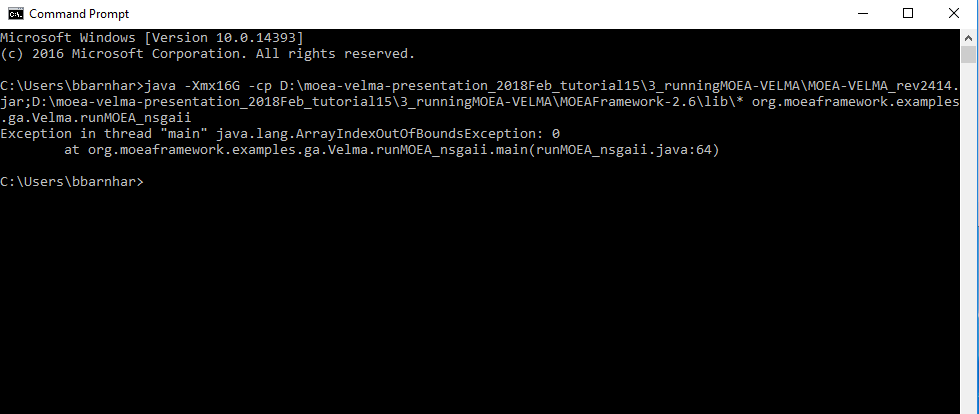 Command Prompt
Microsoft Windows [Version 10.0.14393]
(c) 2016 Microsoft Corporation. All rights reserved.
C:\Users\bbarnhar>java -Xmx16G -cp D:\moea-velma-presentation_2018Feb_tutorial15\3_runningMOEA-VELMA\MOEA-VELMA_rev2414.
jar;D:\moea-velma-presentation_2018Feb_tutorial15\3_runningMOEA-VELMA\MOEAFramework-2.6\lib\* org.moeaframework.examples
.ga.Velma.runMOEA_nsgaii
Exception in thread "main" java.lang.ArrayIndexOutOfBoundsException: 0
        at org.moeaframework.examples.ga.Velma.runMOEA_nsgaii.main(runMOEA_nsgaii.java:64)
C:\Users\bbarnhar>